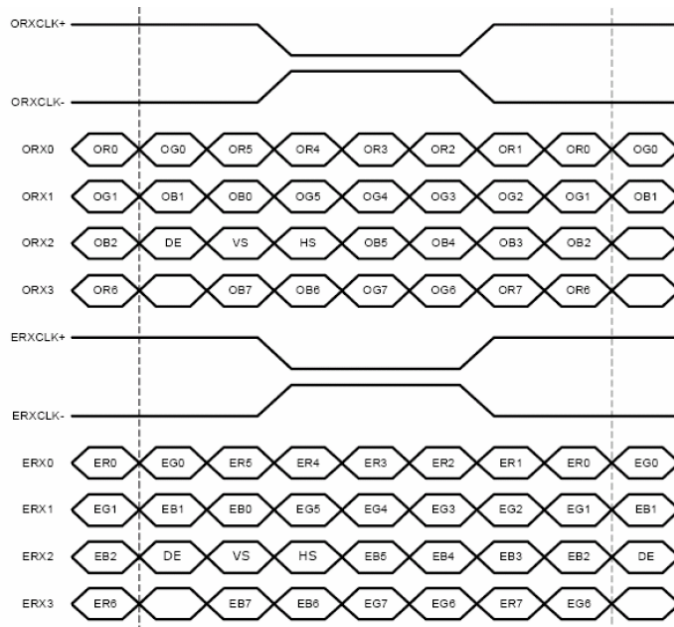 ORXCLK+
ORXCLK-
ORX0 OR0 OG0 OR5 OR4 OR3 OR2 OR1 OR0 OG0
ORX1 OG1 OB1 OB0 OG5 OG4 OG3 OG2 OG1 OB1
ORX2 OB2 DE VS HS OB5 OB4 OB3 OB2
ORX3 OR6 OB7 OB6 OG7 OG6 OR7 OR6
ERXCLK+
ERXCLK-
ERX0 ER0 EG0 ER5 ER4 ER3 ER2 ER1 ER0 EG0
ERX1 EG1 EB1 EB0 EG5 EG4 EG3 EG2 EG1 EB1
ERX2 EB2 DE VS HS EB5 EB4 EB3 EB2 DE
ERX3 ER6 EB7 EB6 EG7 EG6 ER7 EG6